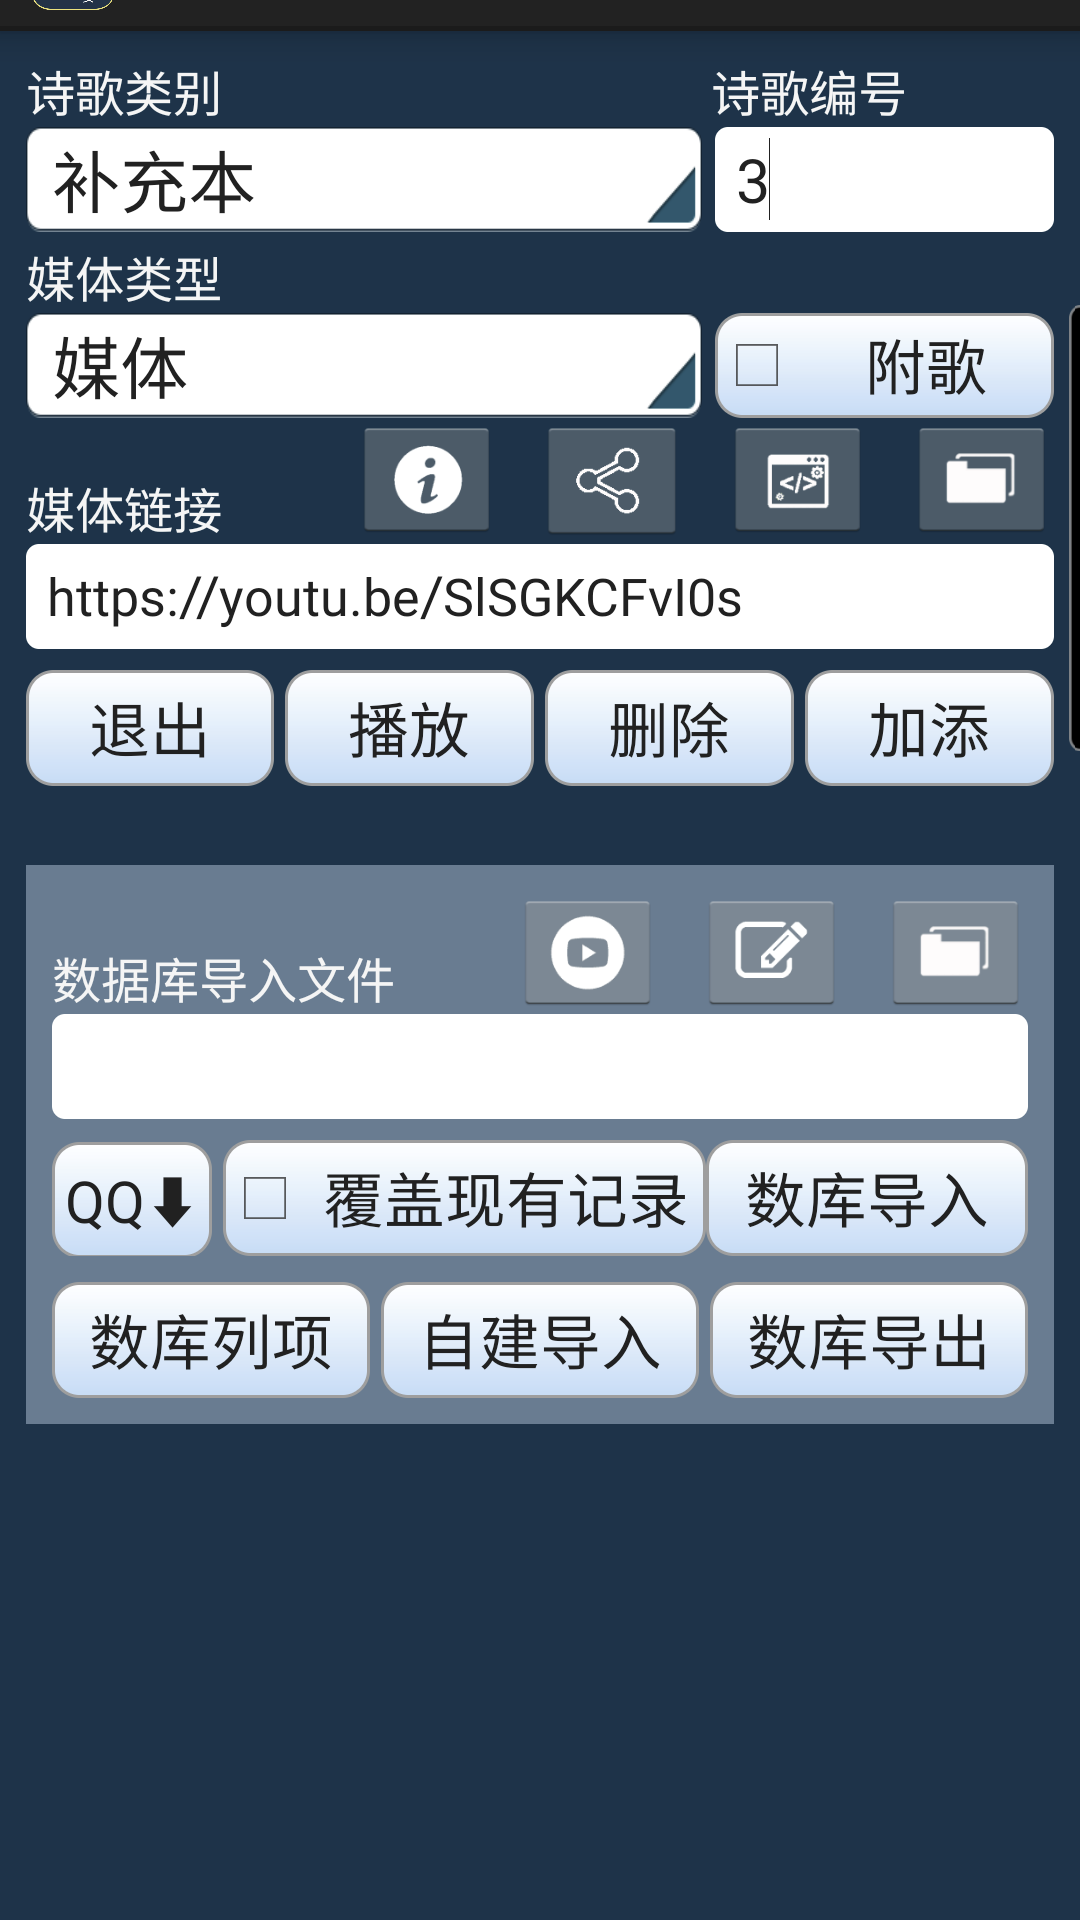 诗歌类别 诗歌编号
补充本 3
媒体类型
媒体 附歌
媒体链接
https://youtu.be/SlSGKCFvI0s
退出 播放 删除 加添
数据库导入文件
QQ 覆盖现有记录 数库导入
数库列项 自建导入 数库导出